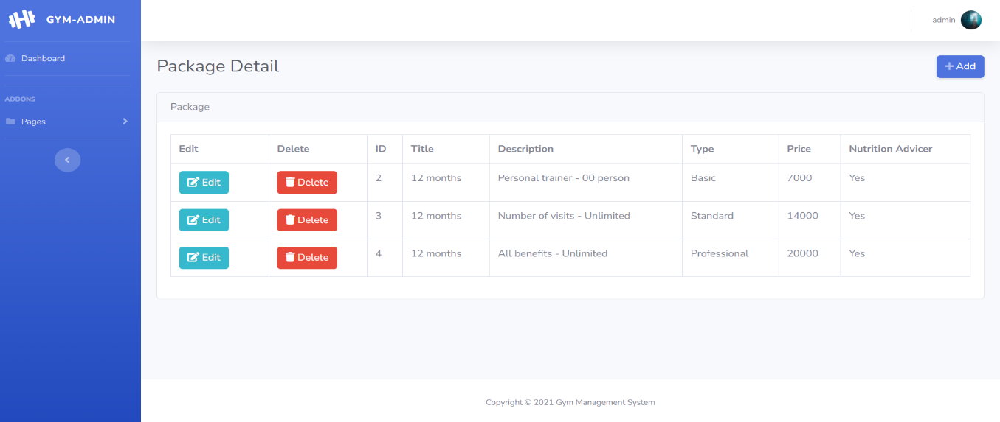 GYM-ADMIN
admin
Dashboard
ADDONS
Pages
Package Detail
Add
Package
Edit Delete ID Title Description Type Price Nutrition Advicer
Edit Delete 2 12 months Personal trainer - 00 person Basic 7000 Yes
Edit Delete 3 12 months Number of visits - Unlimited Standard 14000 Yes
Edit Delete 4 12 months All benefits - Unlimited Professional 20000 Yes
Copyright © 2021 Gym Management System